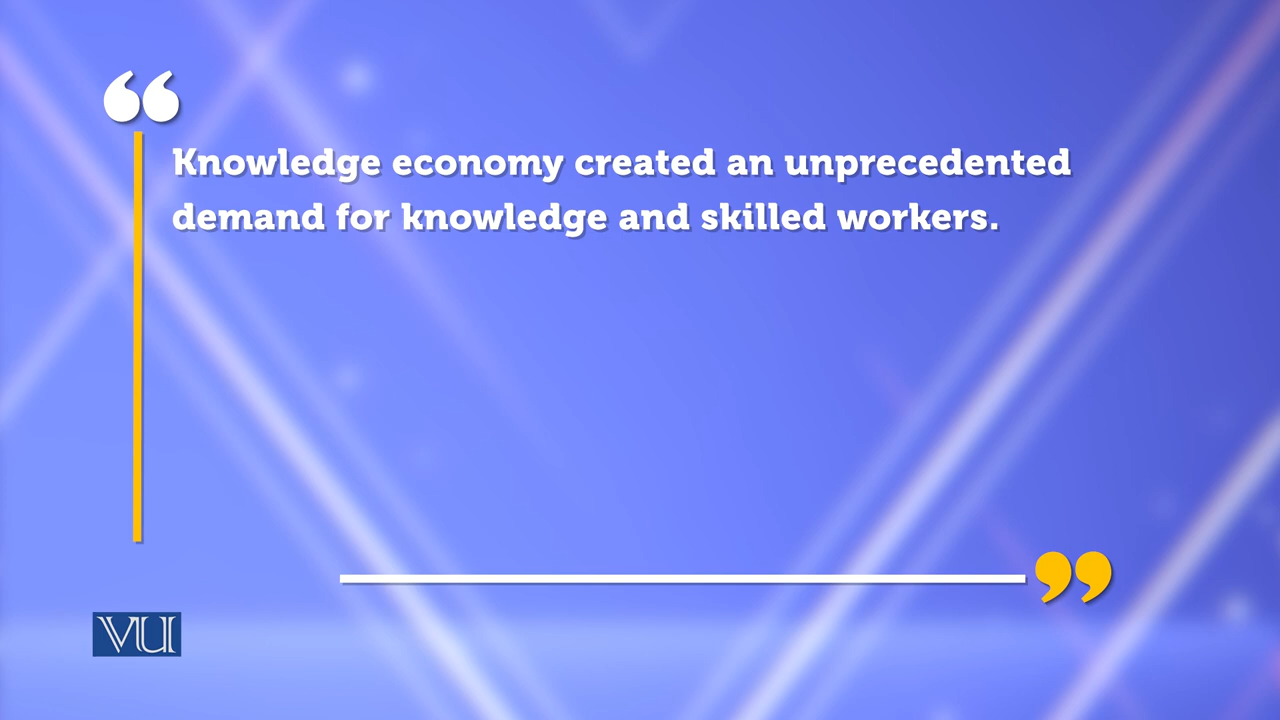 “
Knowledge economy created an unprecedented
demand for knowledge and skilled workers.
”
VU